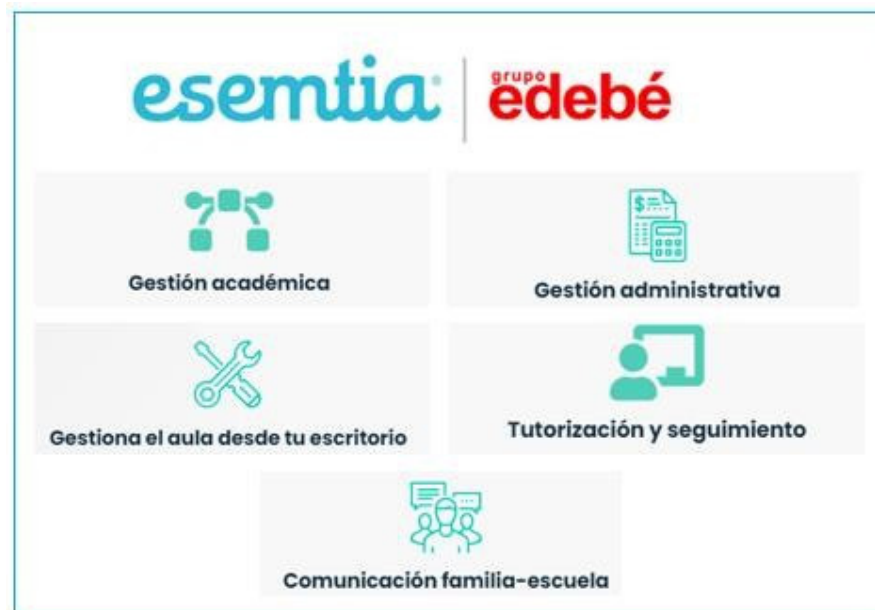 esemtia
grupo
edebé
Gestión académica
Gestión administrativa
Gestiona el aula desde tu escritorio
Tutorización y seguimiento
Comunicación familia-escuela